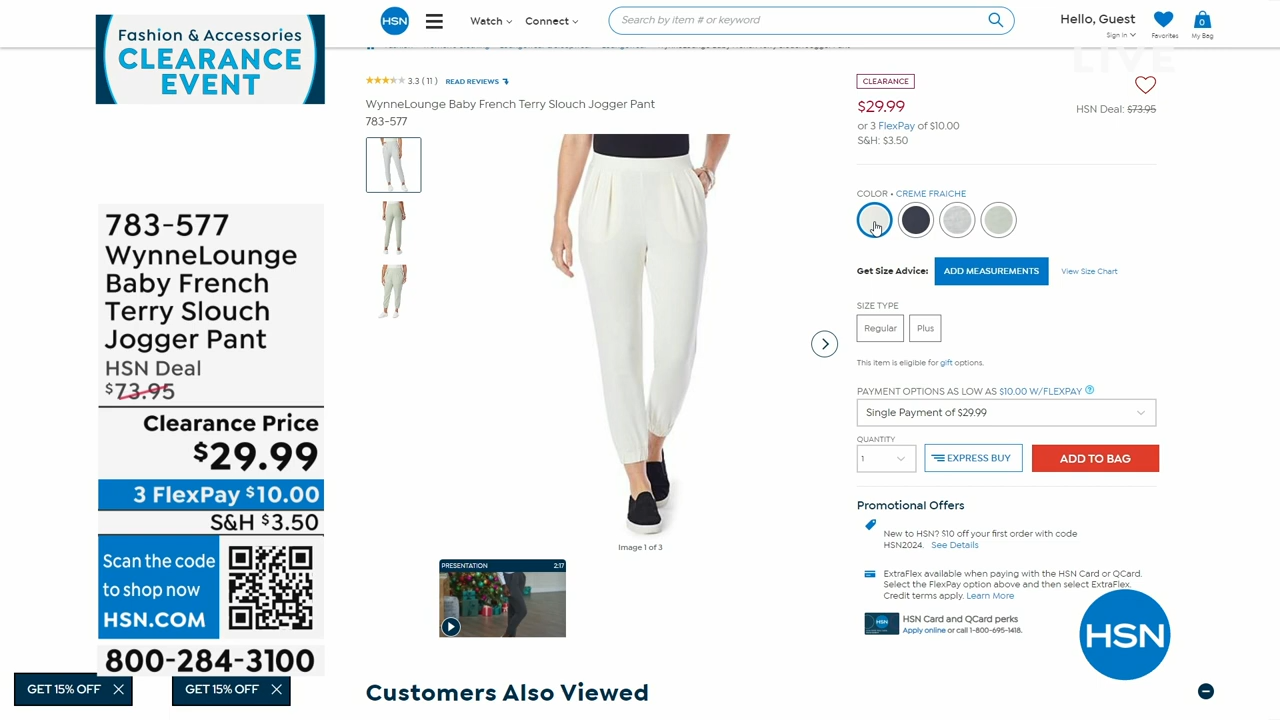 Fashion & Accessories
CLEARANCE
EVENT
HSN
Watch
Connect
Search by item # or keyword
Hello, Guest
Sign In
Favorites
0
My Bag
LIVE
3.3 ( 11 )
READ REVIEWS
WynneLounge Baby French Terry Slouch Jogger Pant
783-577
CLEARANCE
$29.99
HSN Deal: $73.95
or 3 FlexPay of $10.00
S&H: $3.50
COLOR • CREME FRAICHE
Get Size Advice:
ADD MEASUREMENTS
View Size Chart
SIZE TYPE
Regular
Plus
This item is eligible for gift options.
PAYMENT OPTIONS AS LOW AS $10.00 W/FLEXPAY
Single Payment of $29.99
QUANTITY
1
EXPRESS BUY
ADD TO BAG
Promotional Offers
New to HSN? $10 off your first order with code
HSN2024. See Details
ExtraFlex available when paying with the HSN Card or QCard.
Select the FlexPay option above and then select ExtraFlex.
Credit terms apply. Learn More
HSN Card and QCard perks
Apply online or call 1-800-695-1418.
HSN
Image 1 of 3
PRESENTATION
2:17
783-577
WynneLounge
Baby French
Terry Slouch
Jogger Pant
HSN Deal
$73.95
Clearance Price
$29.99
3 FlexPay $10.00
S&H $3.50
Scan the code
to shop now
HSN.COM
800-284-3100
GET 15% OFF
GET 15% OFF
Customers Also Viewed